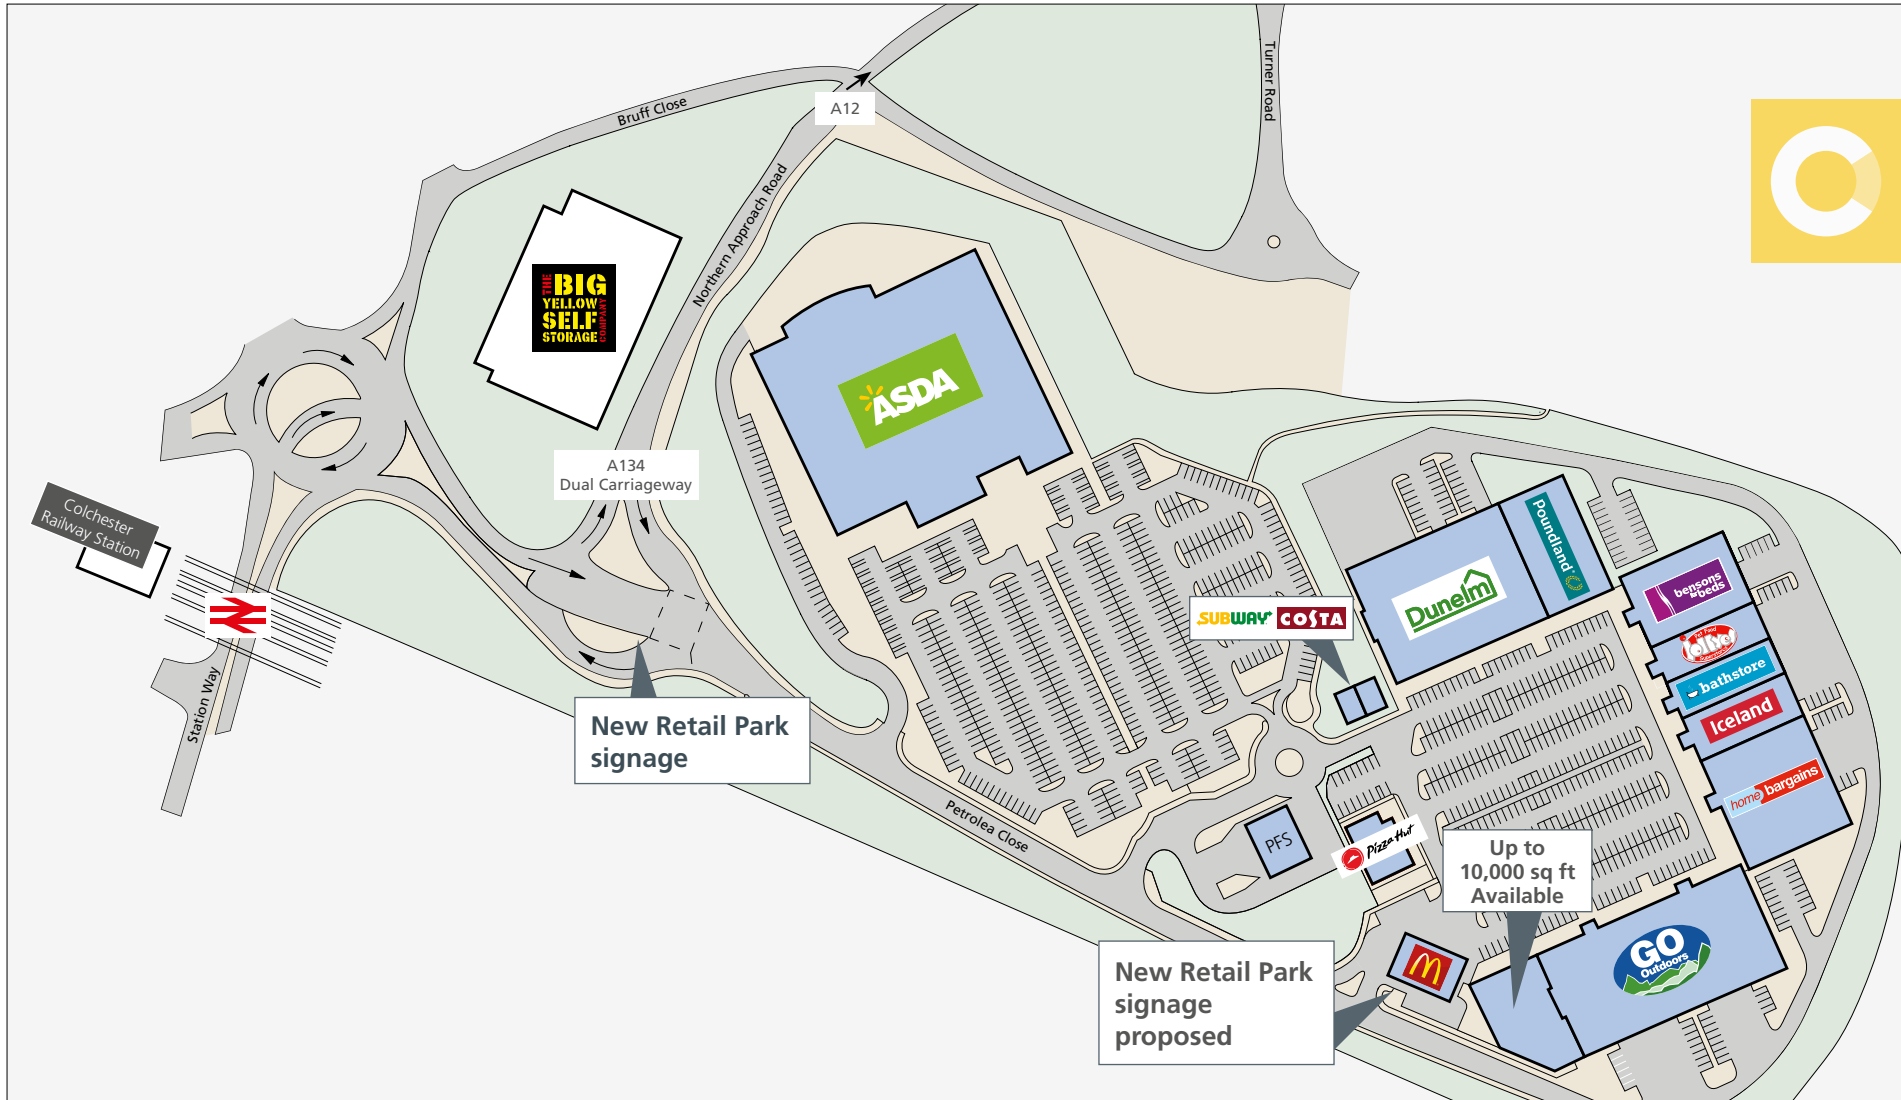 Turner Road
Bruff Close
A12
Northern Approach Road
THE
BIG
YELLOW
SELF
STORAGE
COMPANY
ASDA
A134
Dual Carriageway
Colchester
Railway Station
Station Way
New Retail Park
signage
Petrolea Close
SUBWAY
COSTA
Dunelm
Poundland
bensons
for beds
jollyes
bathstore
Iceland
home bargains
PFS
Pizza Hut
Up to
10,000 sq ft
Available
GO
Outdoors
New Retail Park
signage
proposed